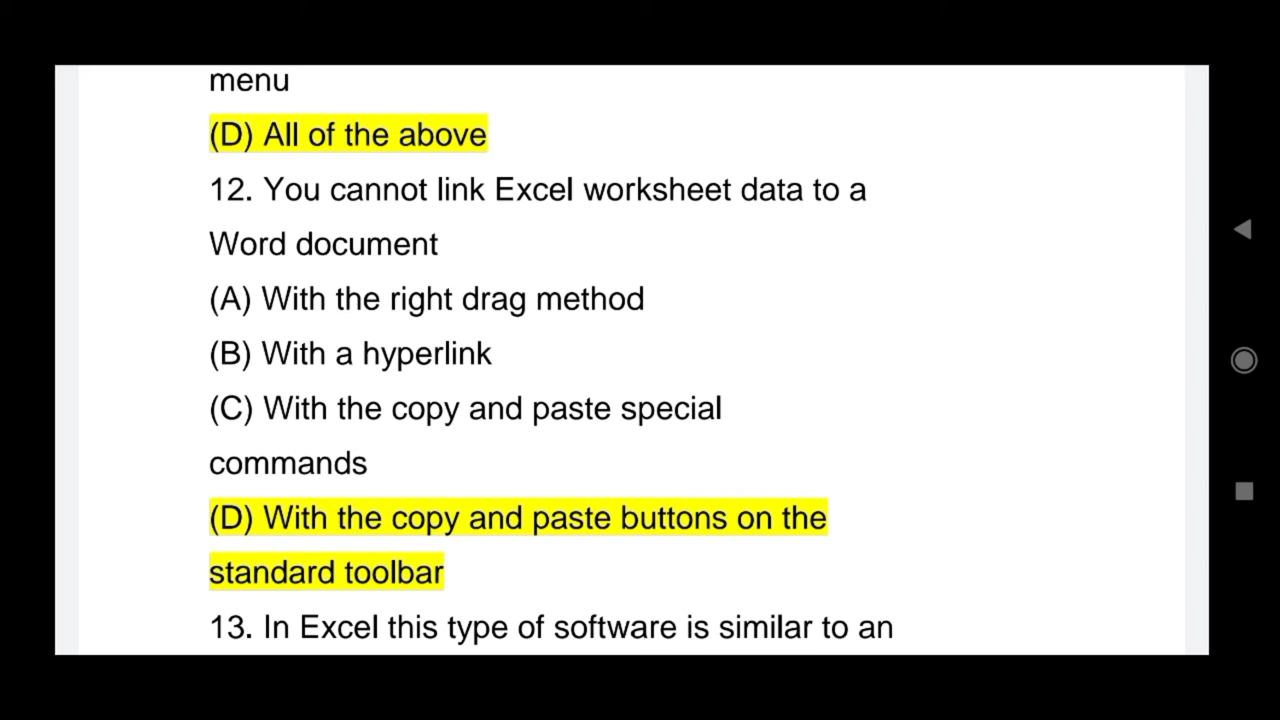 menu
(D) All of the above
12. You cannot link Excel worksheet data to a
Word document
(A) With the right drag method
(B) With a hyperlink
(C) With the copy and paste special
commands
(D) With the copy and paste buttons on the
standard toolbar
13. In Excel this type of software is similar to an